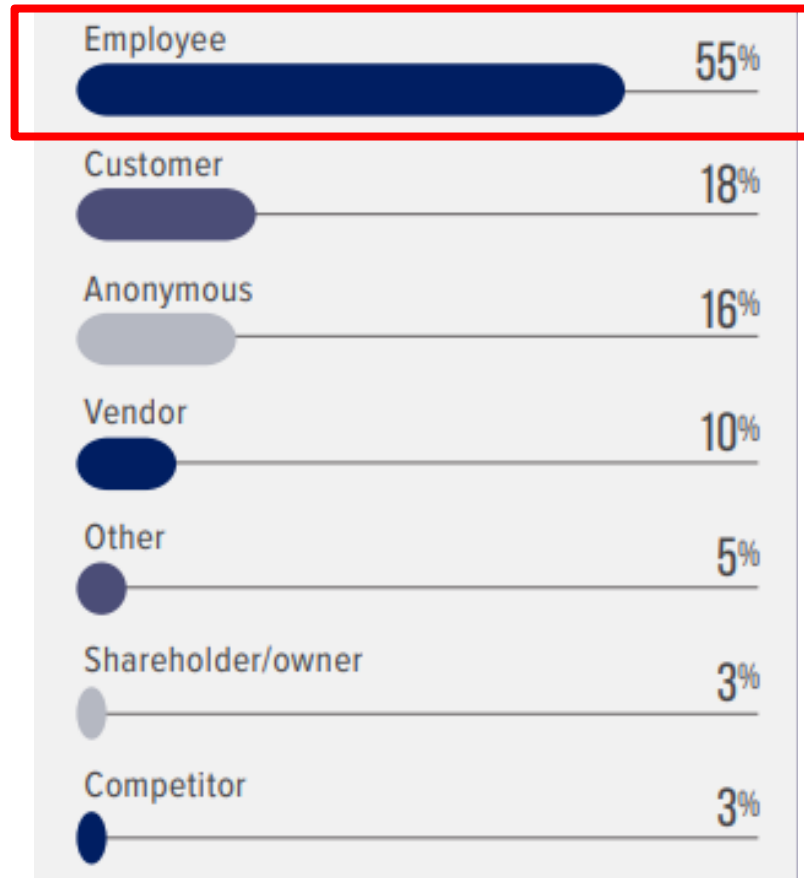 Employee
55%
Customer
18%
Anonymous
16%
Vendor
10%
Other
5%
Shareholder/owner
3%
Competitor
3%